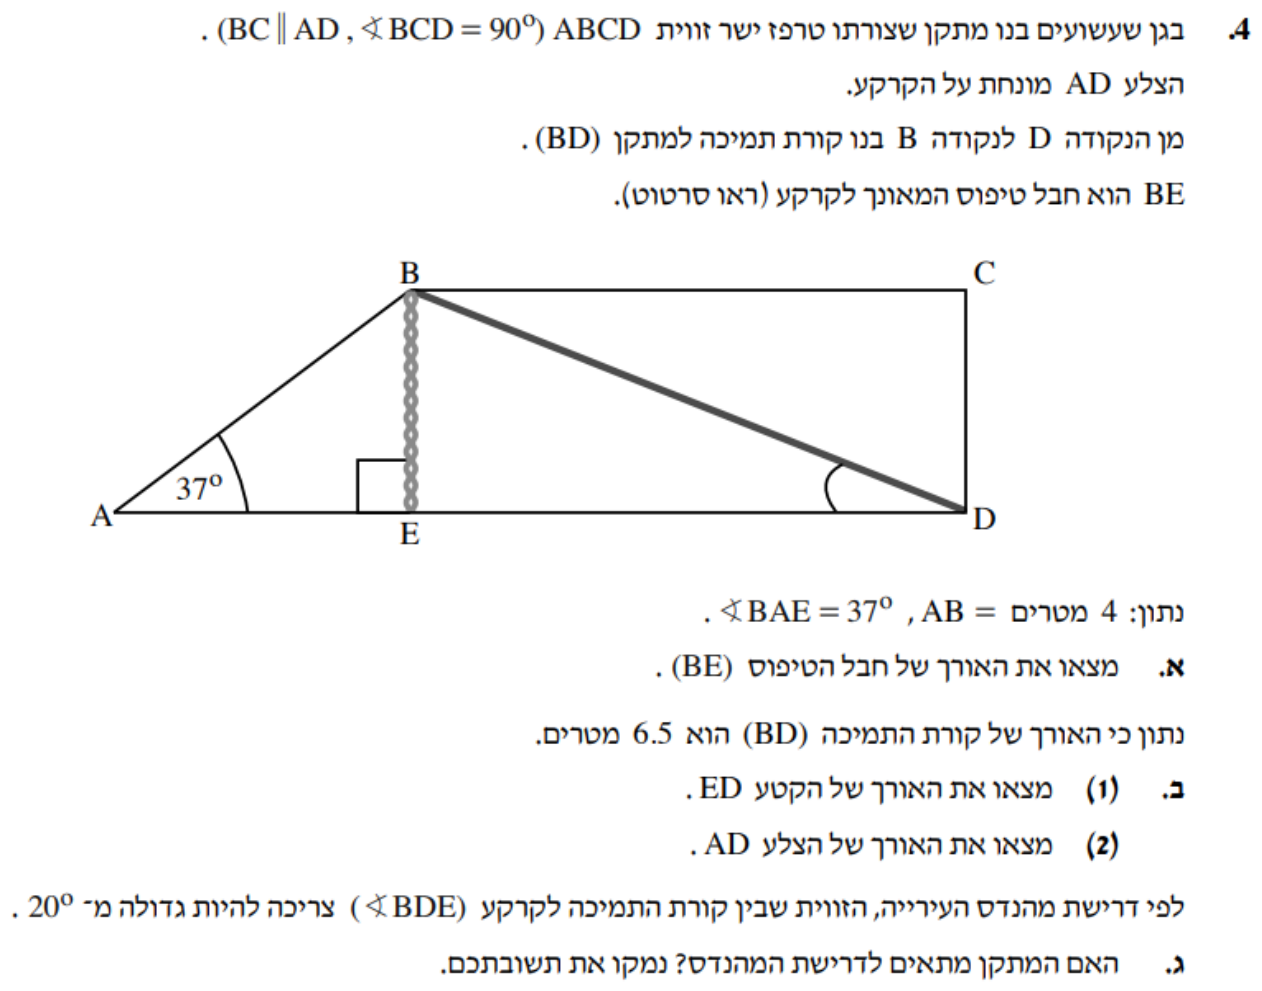 4. בגן שעשועים בנו מתקן שצורתו טרפז ישר זווית ABCD (BC ∥ AD , ∢BCD = 90°) .
הצלע AD מונחת על הקרקע.
מן הנקודה D לנקודה B בנו קורת תמיכה למתקן (BD) .
BE הוא חבל טיפוס המאונך לקרקע (ראו סרטוט).
B
C
37°
A
E
D
נתון: 4 מטרים = AB , ∢BAE = 37° .
א. מצאו את האורך של חבל הטיפוס (BE) .
נתון כי האורך של קורת התמיכה (BD) הוא 6.5 מטרים.
ב. (1) מצאו את האורך של הקטע ED .
(2) מצאו את האורך של הצלע AD .
לפי דרישת מהנדס העירייה, הזווית שבין קורת התמיכה לקרקע (∢BDE) צריכה להיות גדולה מ־ 20° .
ג. האם המתקן מתאים לדרישת המהנדס? נמקו את תשובתכם.